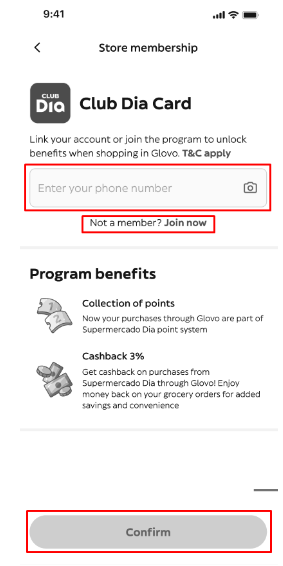 9:41
Store membership
CLUB
Dia
Club Dia Card
Link your account or join the program to unlock
benefits when shopping in Glovo. T&C apply
Enter your phone number
Not a member? Join now
Program benefits
Collection of points
Now your purchases through Glovo are part of
Supermercado Dia point system
Cashback 3%
Get cashback on purchases from
Supermercado Dia through Glovo! Enjoy
money back on your grocery orders for added
savings and convenience
Confirm